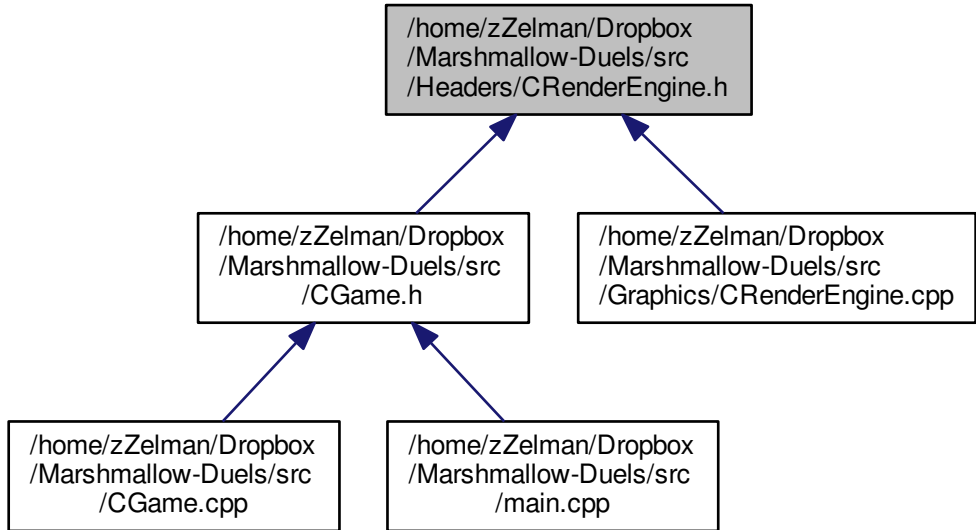 /home/zZelman/Dropbox
/Marshmallow-Duels/src
/Headers/CRenderEngine.h
/home/zZelman/Dropbox
/Marshmallow-Duels/src
/CGame.h
/home/zZelman/Dropbox
/Marshmallow-Duels/src
/Graphics/CRenderEngine.cpp
/home/zZelman/Dropbox
/Marshmallow-Duels/src
/CGame.cpp
/home/zZelman/Dropbox
/Marshmallow-Duels/src
/main.cpp